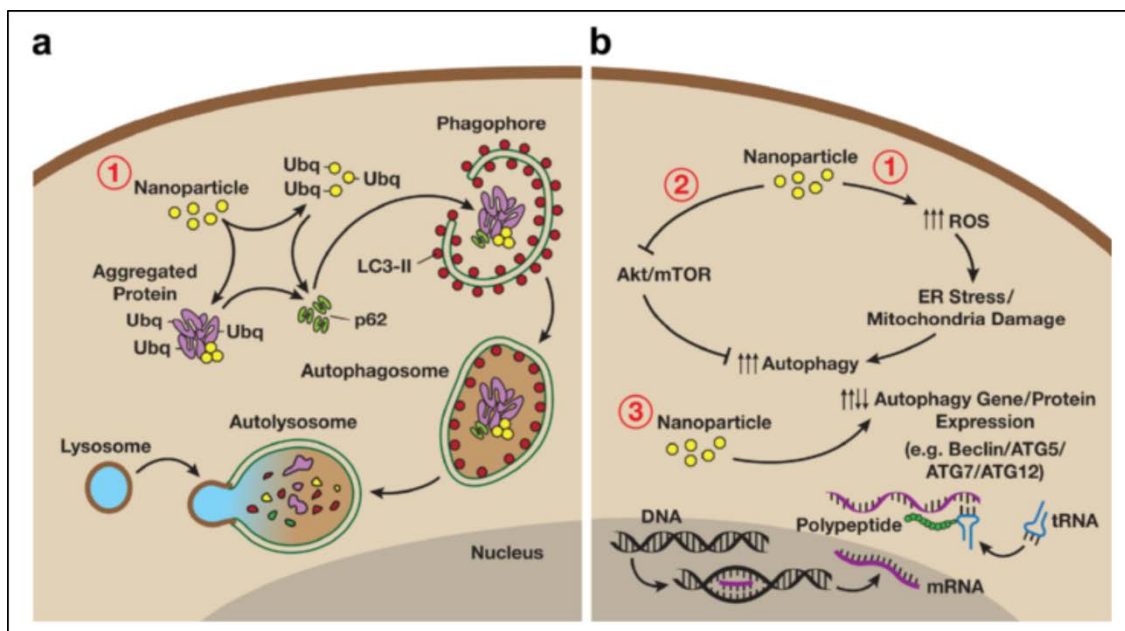 a
Phagophore
1
Ubq
Nanoparticle
Ubq
Ubq
LC3-II
Aggregated
Protein
Ubq
Ubq
Ubq
p62
Autophagosome
Autolysosome
Lysosome
Nucleus
b
Nanoparticle
1
2
↑↑↑ ROS
Akt/mTOR
ER Stress/
Mitochondria Damage
↑↑↑ Autophagy
3
Nanoparticle
↑↑↓↓ Autophagy Gene/Protein
Expression
(e.g. Beclin/ATG5/
ATG7/ATG12)
Polypeptide
tRNA
DNA
mRNA